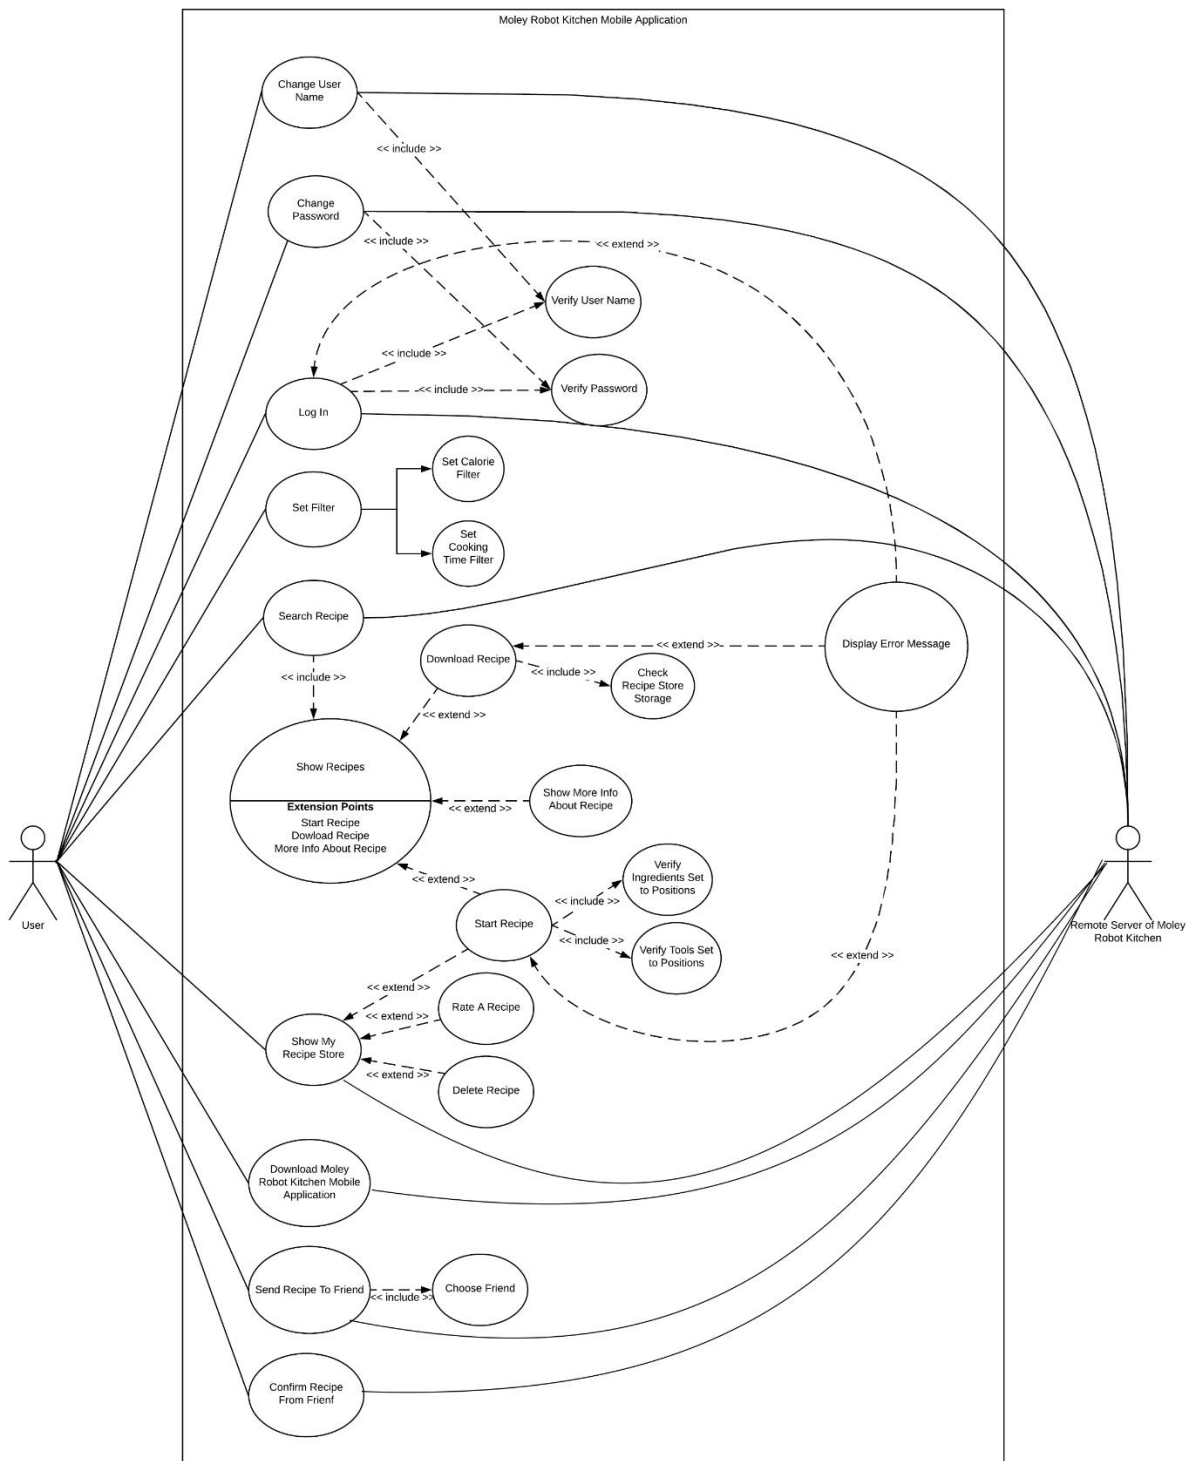 Moley Robot Kitchen Mobile Application
Change User
Name
<< include >>
Change
Password
<< include >>
<< extend >>
Verify User Name
<< include >>
Verify Password
<< include >>
Log In
Set Calorie
Filter
Set Filter
Set
Cooking
Time Filter
Search Recipe
Display Error Message
<< extend >>
Download Recipe
<< include >>
Check
Recipe Store
Storage
<< include >>
<< extend >>
Show Recipes
Extension Points
Start Recipe
Dowload Recipe
More Info About Recipe
Show More Info
About Recipe
<< extend >>
Verify
Ingredients Set
to Positions
<< extend >>
<< include >>
Start Recipe
<< include >>
Verify Tools Set
to Positions
<< extend >>
User
Remote Server of Moley
Robot Kitchen
<< extend >>
Rate A Recipe
<< extend >>
Show My
Recipe Store
<< extend >>
Delete Recipe
Download Moley
Robot Kitchen Mobile
Application
Send Recipe To Friend
<< include >>
Choose Friend
Confirm Recipe
From Frienf